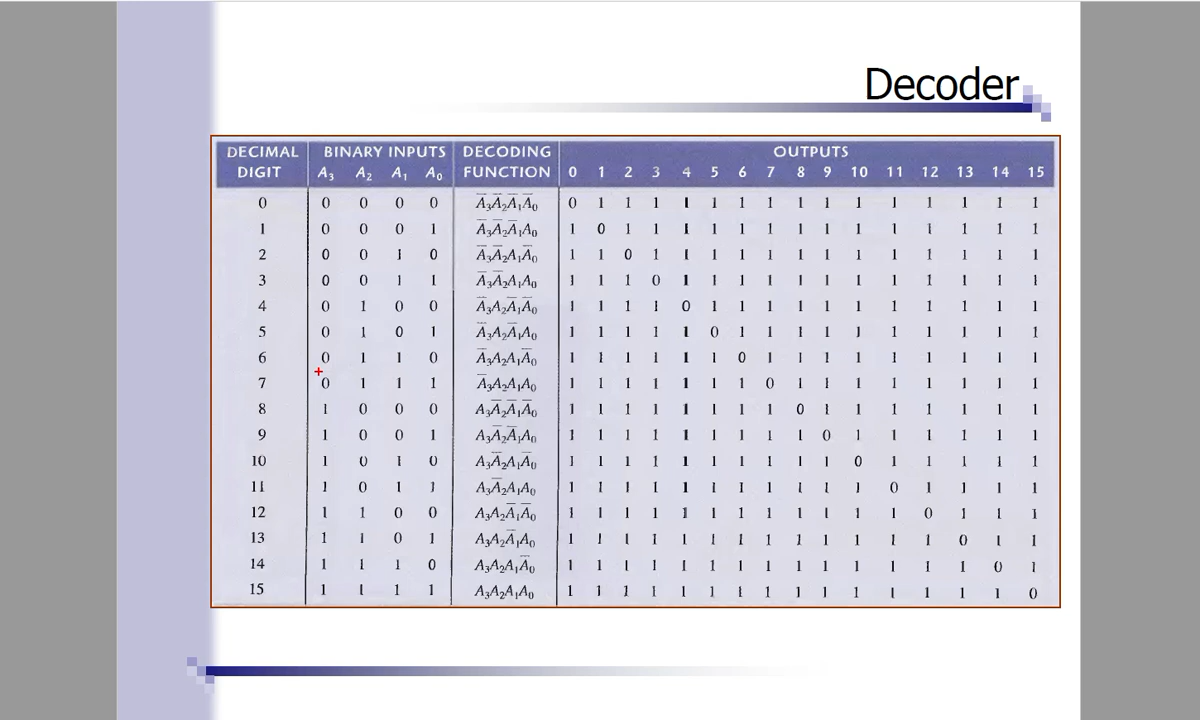 Decoder
DECIMAL BINARY INPUTS DECODING OUTPUTS
DIGIT A₃ A₂ A₁ A₀ FUNCTION 0 1 2 3 4 5 6 7 8 9 10 11 12 13 14 15
0 0 0 0 0 A̅₃A̅₂A̅₁A̅₀ 0 1 1 1 1 1 1 1 1 1 1 1 1 1 1 1
1 0 0 0 1 A̅₃A̅₂A̅₁A₀ 1 0 1 1 1 1 1 1 1 1 1 1 1 1 1 1
2 0 0 1 0 A̅₃A̅₂A₁A̅₀ 1 1 0 1 1 1 1 1 1 1 1 1 1 1 1 1
3 0 0 1 1 A̅₃A̅₂A₁A₀ 1 1 1 0 1 1 1 1 1 1 1 1 1 1 1 1
4 0 1 0 0 A̅₃A₂A̅₁A̅₀ 1 1 1 1 0 1 1 1 1 1 1 1 1 1 1 1
5 0 1 0 1 A̅₃A₂A̅₁A₀ 1 1 1 1 1 0 1 1 1 1 1 1 1 1 1 1
6 0 1 1 0 A̅₃A₂A₁A̅₀ 1 1 1 1 1 1 0 1 1 1 1 1 1 1 1 1
7 0 1 1 1 A̅₃A₂A₁A₀ 1 1 1 1 1 1 1 0 1 1 1 1 1 1 1 1
8 1 0 0 0 A₃A̅₂A̅₁A̅₀ 1 1 1 1 1 1 1 1 0 1 1 1 1 1 1 1
9 1 0 0 1 A₃A̅₂A̅₁A₀ 1 1 1 1 1 1 1 1 1 0 1 1 1 1 1 1
10 1 0 1 0 A₃A̅₂A₁A̅₀ 1 1 1 1 1 1 1 1 1 1 0 1 1 1 1 1
11 1 0 1 1 A₃A̅₂A₁A₀ 1 1 1 1 1 1 1 1 1 1 1 0 1 1 1 1
12 1 1 0 0 A₃A₂A̅₁A̅₀ 1 1 1 1 1 1 1 1 1 1 1 1 0 1 1 1
13 1 1 0 1 A₃A₂A̅₁A₀ 1 1 1 1 1 1 1 1 1 1 1 1 1 0 1 1
14 1 1 1 0 A₃A₂A₁A̅₀ 1 1 1 1 1 1 1 1 1 1 1 1 1 1 0 1
15 1 1 1 1 A₃A₂A₁A₀ 1 1 1 1 1 1 1 1 1 1 1 1 1 1 1 0